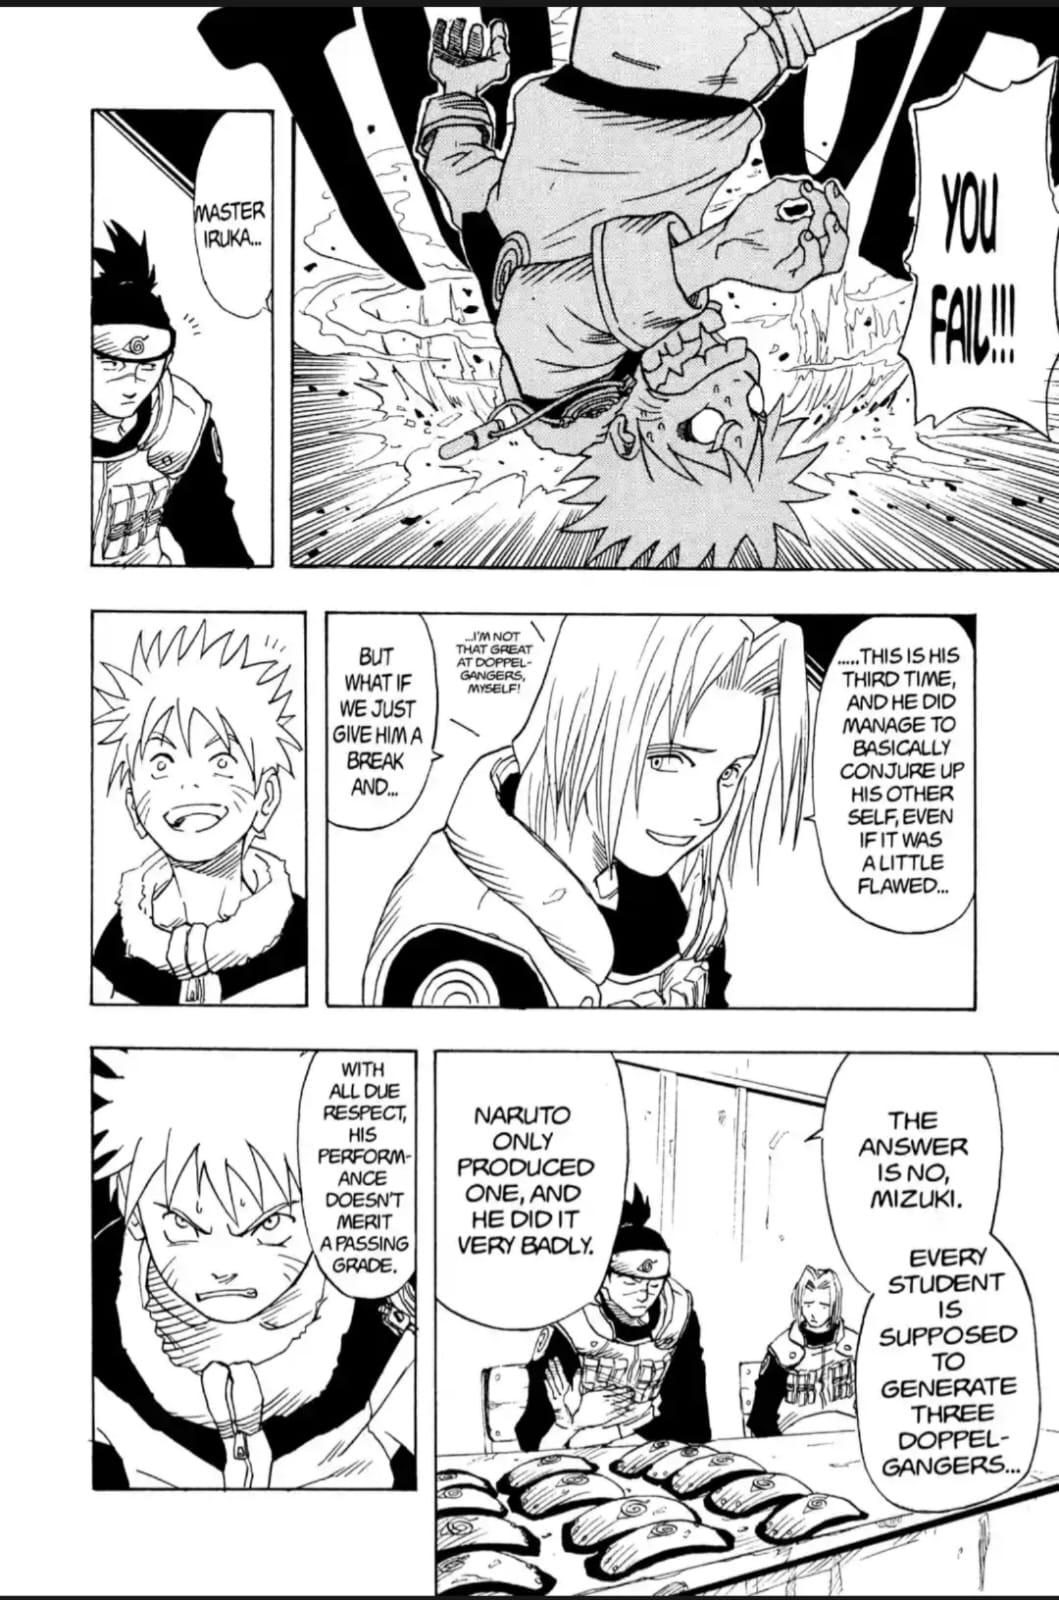 YOU
FAIL!!!
MASTER
IRUKA...
.....THIS IS HIS
THIRD TIME,
AND HE DID
MANAGE TO
BASICALLY
CONJURE UP
HIS OTHER
SELF, EVEN
IF IT WAS
A LITTLE
FLAWED...
...I'M NOT
THAT GREAT
AT DOPPEL-
GANGERS,
MYSELF!
BUT
WHAT IF
WE JUST
GIVE HIM A
BREAK
AND...
THE
ANSWER
IS NO,
MIZUKI.
EVERY
STUDENT
IS
SUPPOSED
TO
GENERATE
THREE
DOPPEL-
GANGERS...
NARUTO
ONLY
PRODUCED
ONE, AND
HE DID IT
VERY BADLY.
WITH
ALL DUE
RESPECT,
HIS
PERFORM-
ANCE
DOESN'T
MERIT
A PASSING
GRADE.